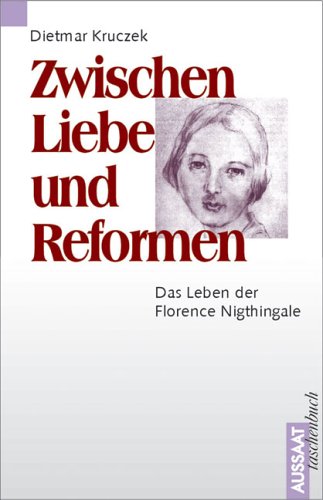 Dietmar Kruczek
Zwischen
Liebe
und
Reformen
Das Leben der
Florence Nigthingale
AUSSAAT
taschenbuch